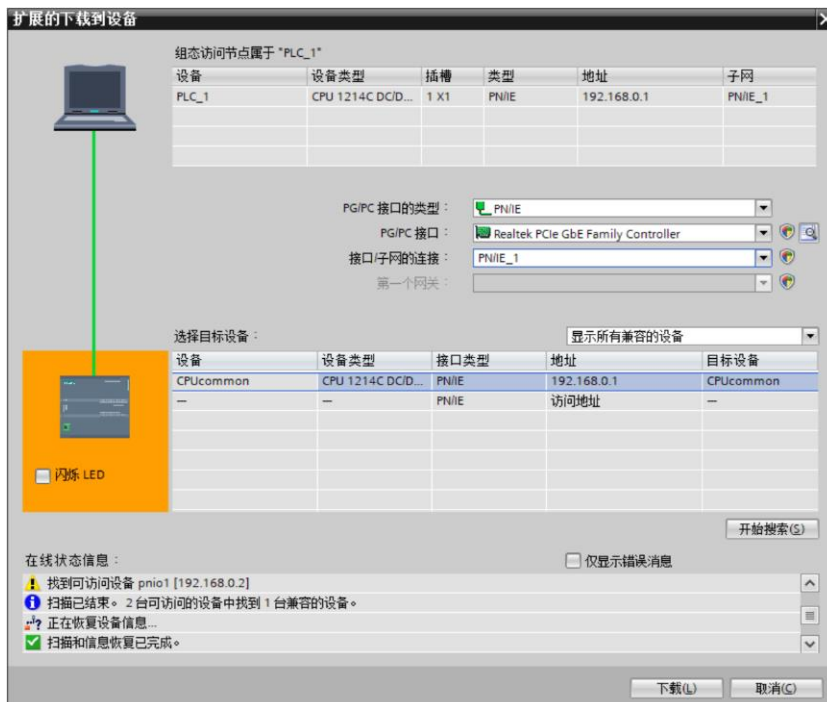 扩展的下载到设备
组态访问节点属于 "PLC_1"
设备 设备类型 插槽 类型 地址 子网
PLC_1 CPU 1214C DC/D... 1 X1 PN/IE 192.168.0.1 PN/IE_1
PG/PC 接口的类型： PN/IE
PG/PC 接口： Realtek PCIe GbE Family Controller
接口/子网的连接： PN/IE_1
第一个网关：
选择目标设备： 显示所有兼容的设备
设备 设备类型 接口类型 地址 目标设备
CPUcommon CPU 1214C DC/D... PN/IE 192.168.0.1 CPUcommon
— — PN/IE 访问地址 —
闪烁 LED
开始搜索(S)
在线状态信息： 仅显示错误消息
找到可访问设备 pnio1 [192.168.0.2]
扫描已结束。2 台可访问的设备中找到 1 台兼容的设备。
正在恢复设备信息...
扫描和信息恢复已完成。
下载(L) 取消(C)